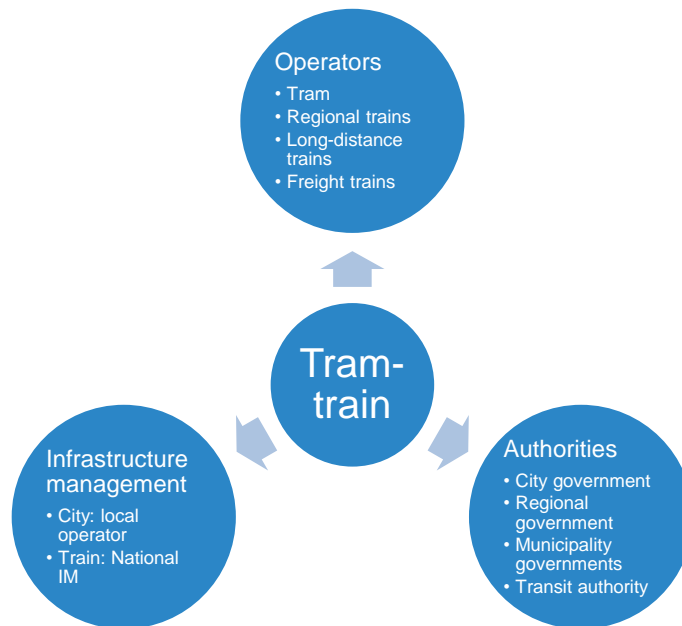 Operators
• Tram
• Regional trains
• Long-distance
trains
• Freight trains
Tram-
train
Infrastructure
management
• City: local
operator
• Train: National
IM
Authorities
• City government
• Regional
government
• Municipality
governments
• Transit authority